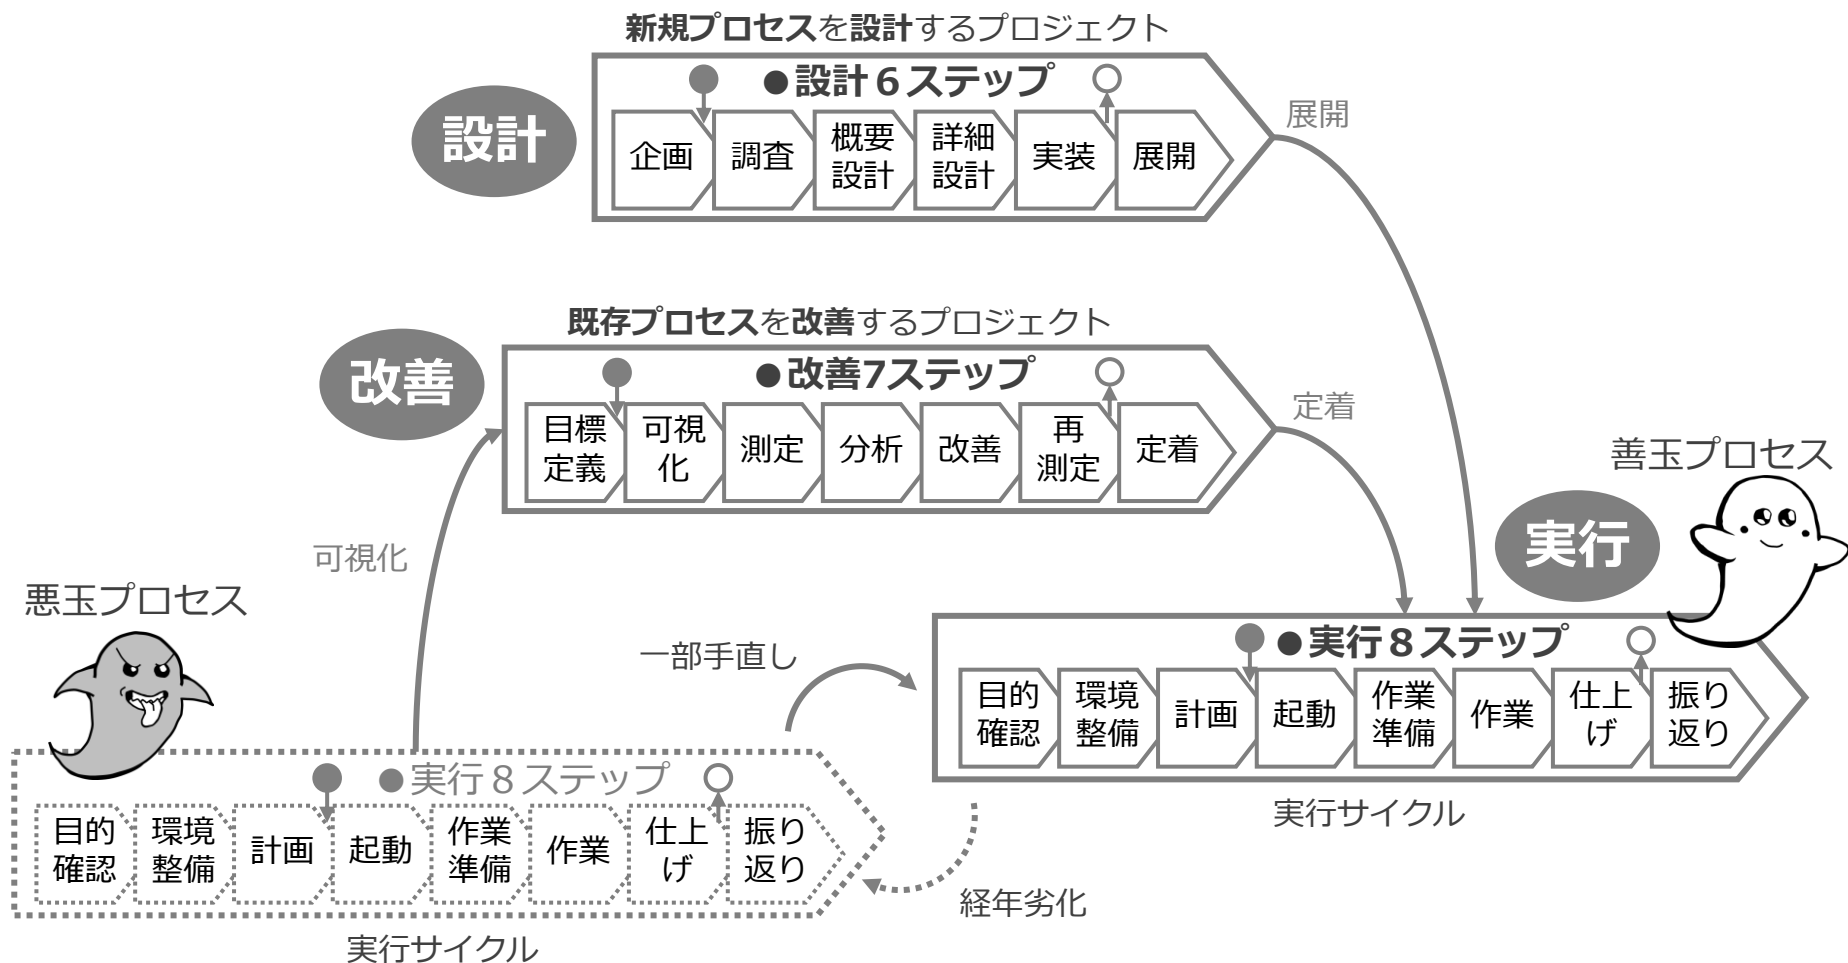 新規プロセスを設計するプロジェクト
●設計６ステップ
設計
企画
調査
概要
設計
詳細
設計
実装
展開
展開
既存プロセスを改善するプロジェクト
●改善7ステップ
改善
目標
定義
可視
化
測定
分析
改善
再
測定
定着
定着
可視化
善玉プロセス
実行
●実行８ステップ
目的
確認
環境
整備
計画
起動
作業
準備
作業
仕上
げ
振り
返り
実行サイクル
一部手直し
経年劣化
悪玉プロセス
●実行８ステップ
目的
確認
環境
整備
計画
起動
作業
準備
作業
仕上
げ
振り
返り
実行サイクル